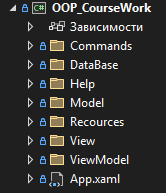 OOP_CourseWork
Зависимости
Commands
DataBase
Help
Model
Recources
View
ViewModel
App.xaml